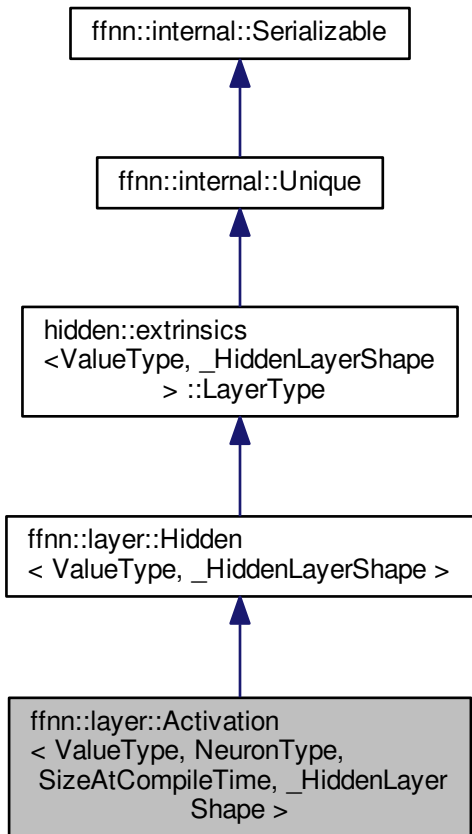 ffnn::internal::Serializable
ffnn::internal::Unique
hidden::extrinsics
<ValueType, _HiddenLayerShape
> ::LayerType
ffnn::layer::Hidden
< ValueType, _HiddenLayerShape >
ffnn::layer::Activation
< ValueType, NeuronType,
SizeAtCompileTime, _HiddenLayer
Shape >